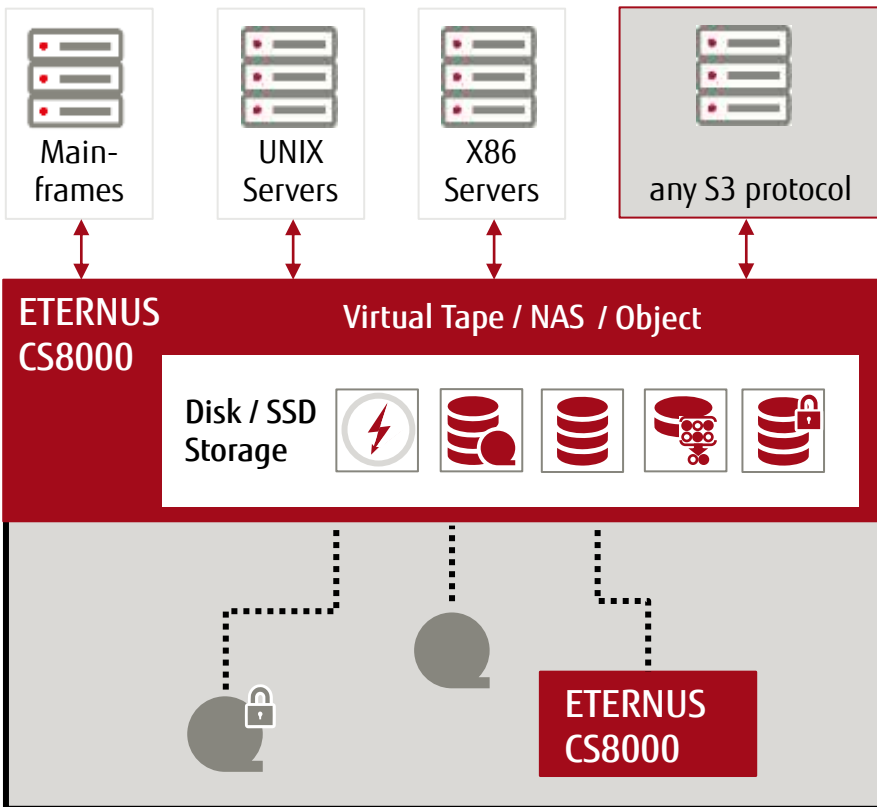 Main-
frames
UNIX
Servers
X86
Servers
any S3 protocol
ETERNUS
CS8000
Virtual Tape / NAS / Object
Disk / SSD
Storage
ETERNUS
CS8000